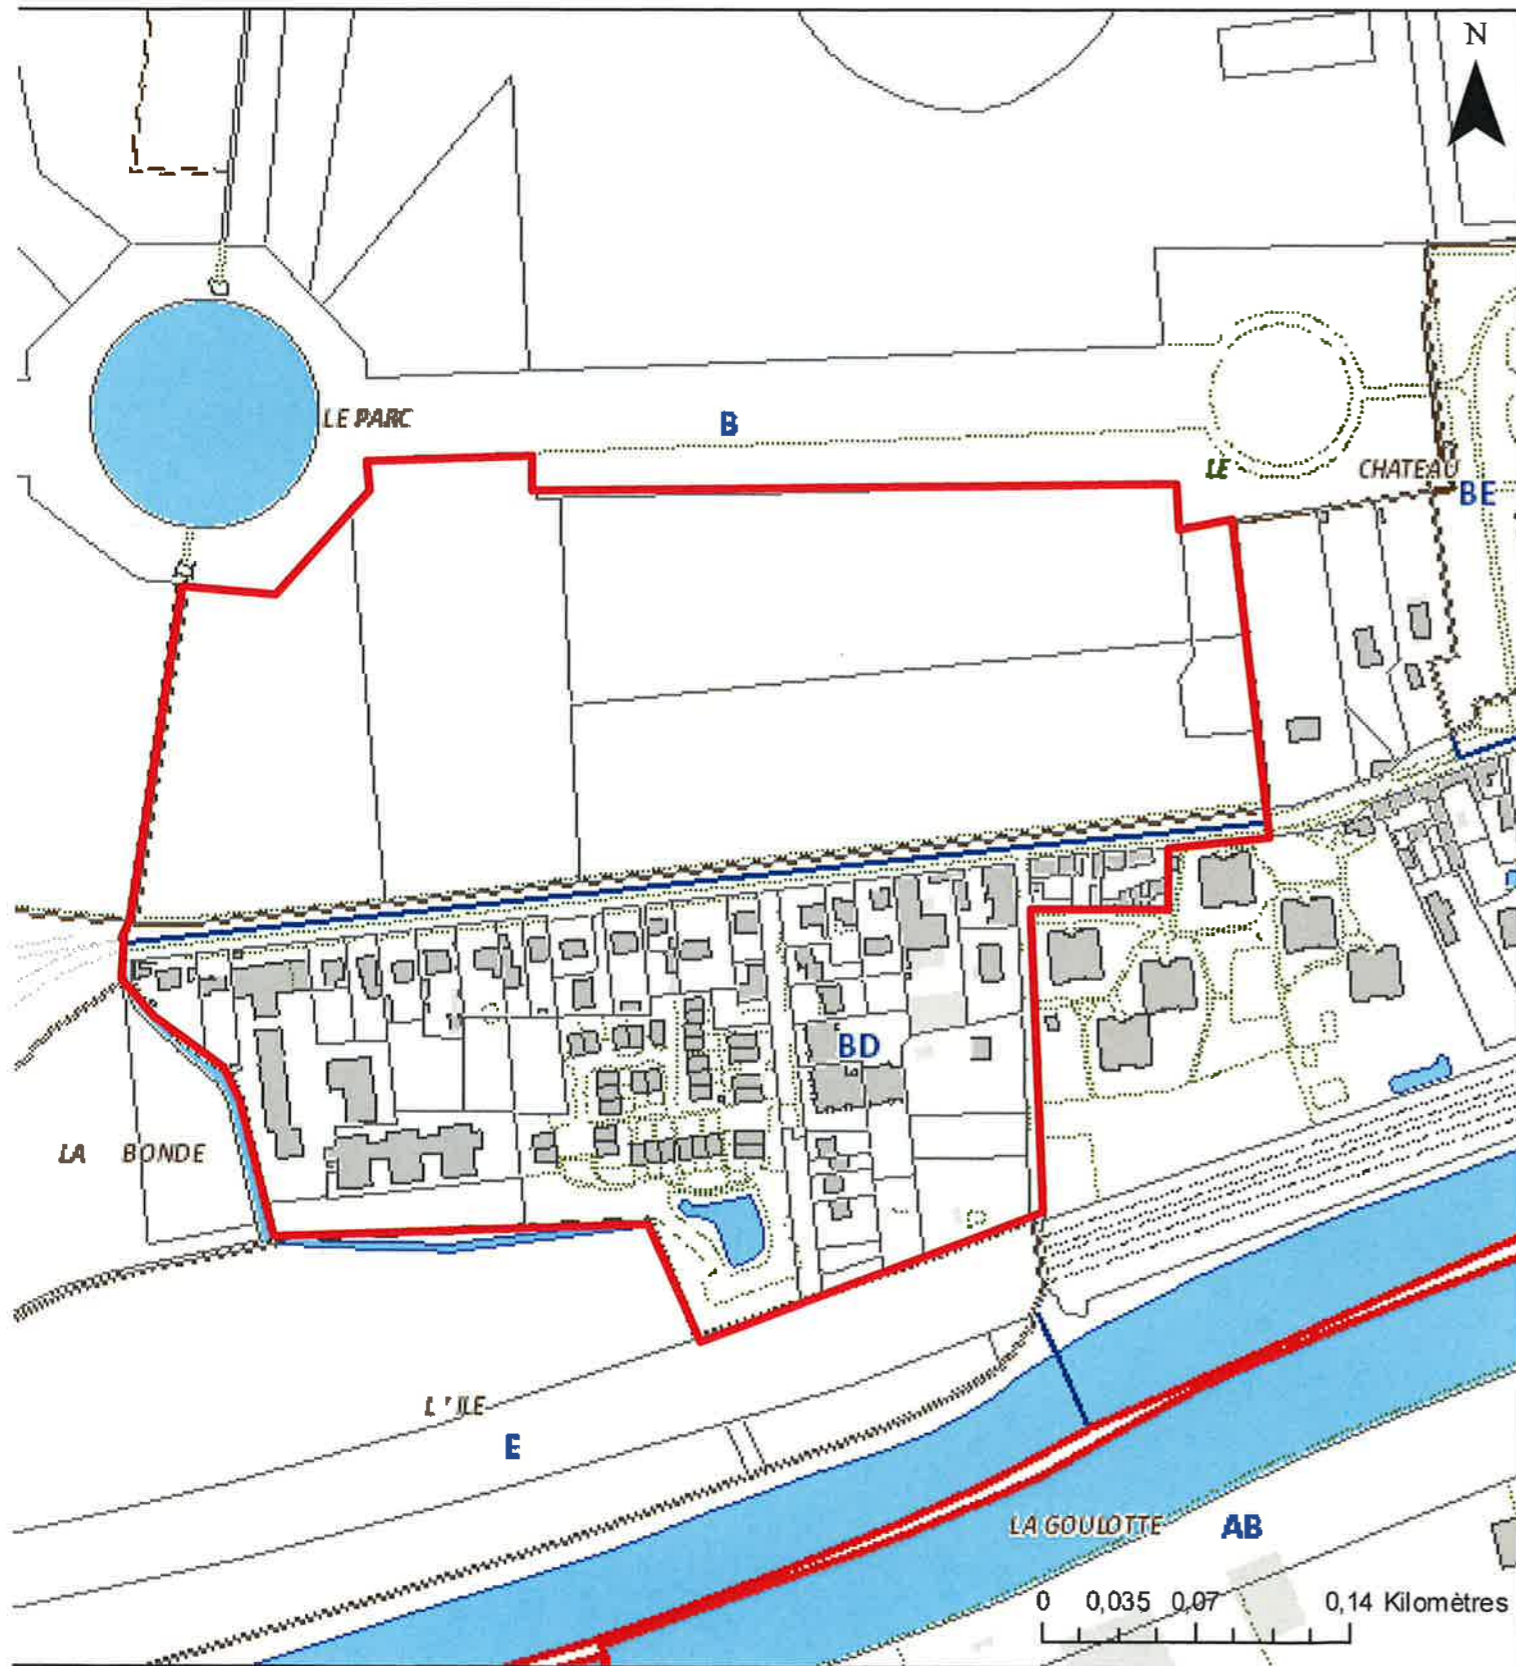 N
LE PARC
B
LE CHATEAU
BE
BD
LA BONDE
L'ILE
E
LA GOULOTTE
AB
0 0,035 0,07 0,14 Kilomètres